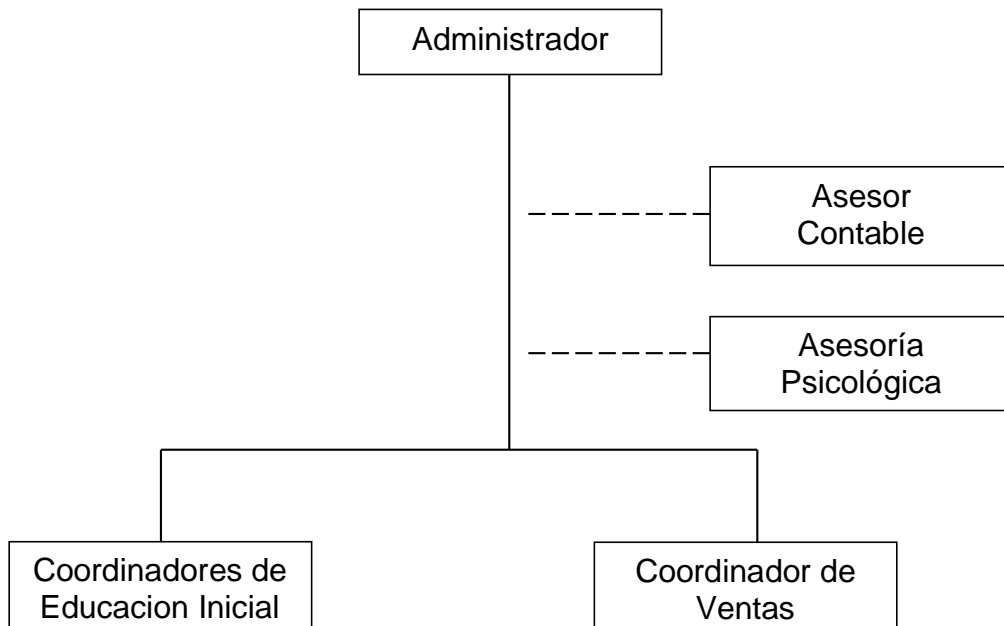 Administrador
Asesor
Contable
Asesoría
Psicológica
Coordinadores de
Educacion Inicial
Coordinador de
Ventas